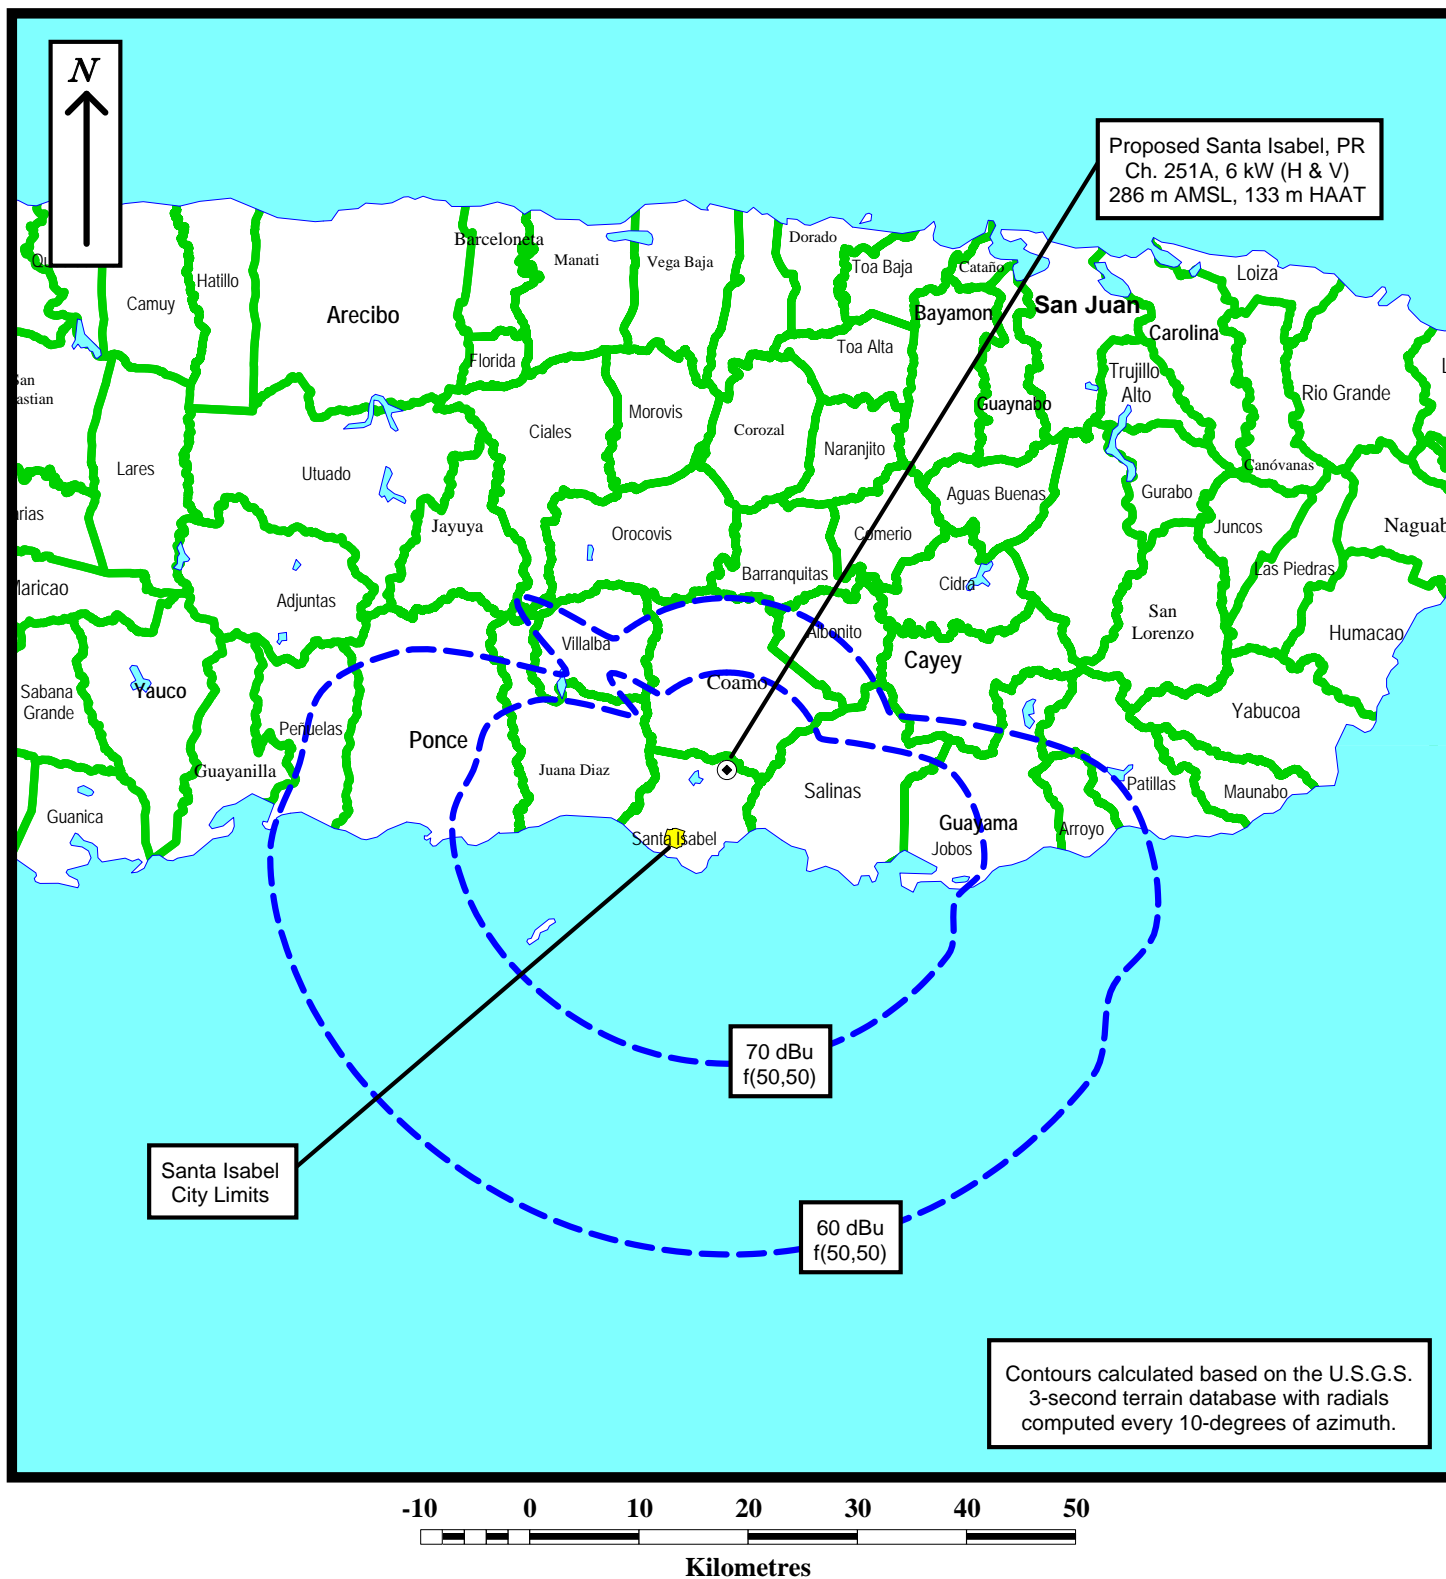 N
Proposed Santa Isabel, PR
Ch. 251A, 6 kW (H & V)
286 m AMSL, 133 m HAAT
Barceloneta
Dorado
Manati
Vega Baja
Toa Baja
Cataño
Loiza
Hatillo
Camuy
Arecibo
Bayamon
San Juan
Carolina
Toa Alta
Florida
Trujillo
Alto
Rio Grande
Guaynabo
Morovis
Ciales
Corozal
Naranjito
Lares
Utuado
Canóvanas
Aguas Buenas
Gurabo
Jayuya
Orocovis
Comerio
Juncos
Barranquitas
Las Piedras
Cidra
Adjuntas
San
Lorenzo
Humacao
Villalba
Aibonito
Cayey
Sabana
Grande
Yauco
Coamo
Yabucoa
Peñuelas
Ponce
Guayanilla
Juana Diaz
Salinas
Patillas
Maunabo
Guanica
Guayama
Arroyo
Santa Isabel
Jobos
70 dBu
f(50,50)
Santa Isabel
City Limits
60 dBu
f(50,50)
Contours calculated based on the U.S.G.S.
3-second terrain database with radials
computed every 10-degrees of azimuth.
-10 0 10 20 30 40 50
Kilometres